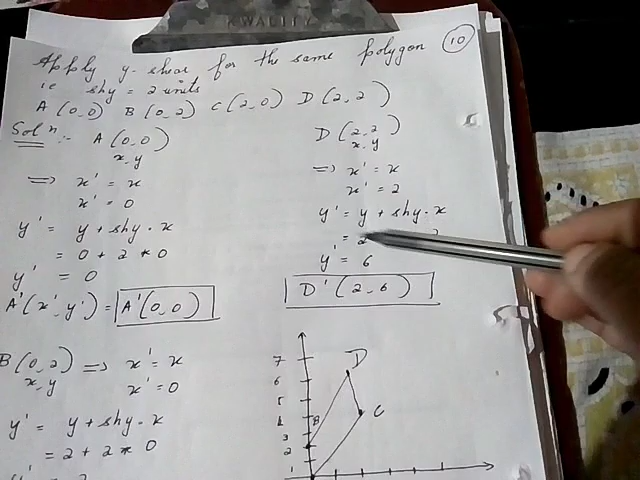 KWALITY
Apply y-shear for the same polygon (10)
ie shy = 2 units
A (0,0) B (0,2) C (2,0) D (2,2)
Solⁿ:- A (0,0)
x, y
=> x' = x
x' = 0
y' = y + shy · x
= 0 + 2 * 0
y' = 0
A'(x',y') = A'(0,0)
B (0,2) => x' = x
x, y x' = 0
y' = y + shy · x
= 2 + 2 * 0
D (2,2)
x, y
=> x' = x
x' = 2
y' = y + shy · x
= 2
y' = 6
D' (2,6)
7
6
5
4
3
2
1
D
C
B